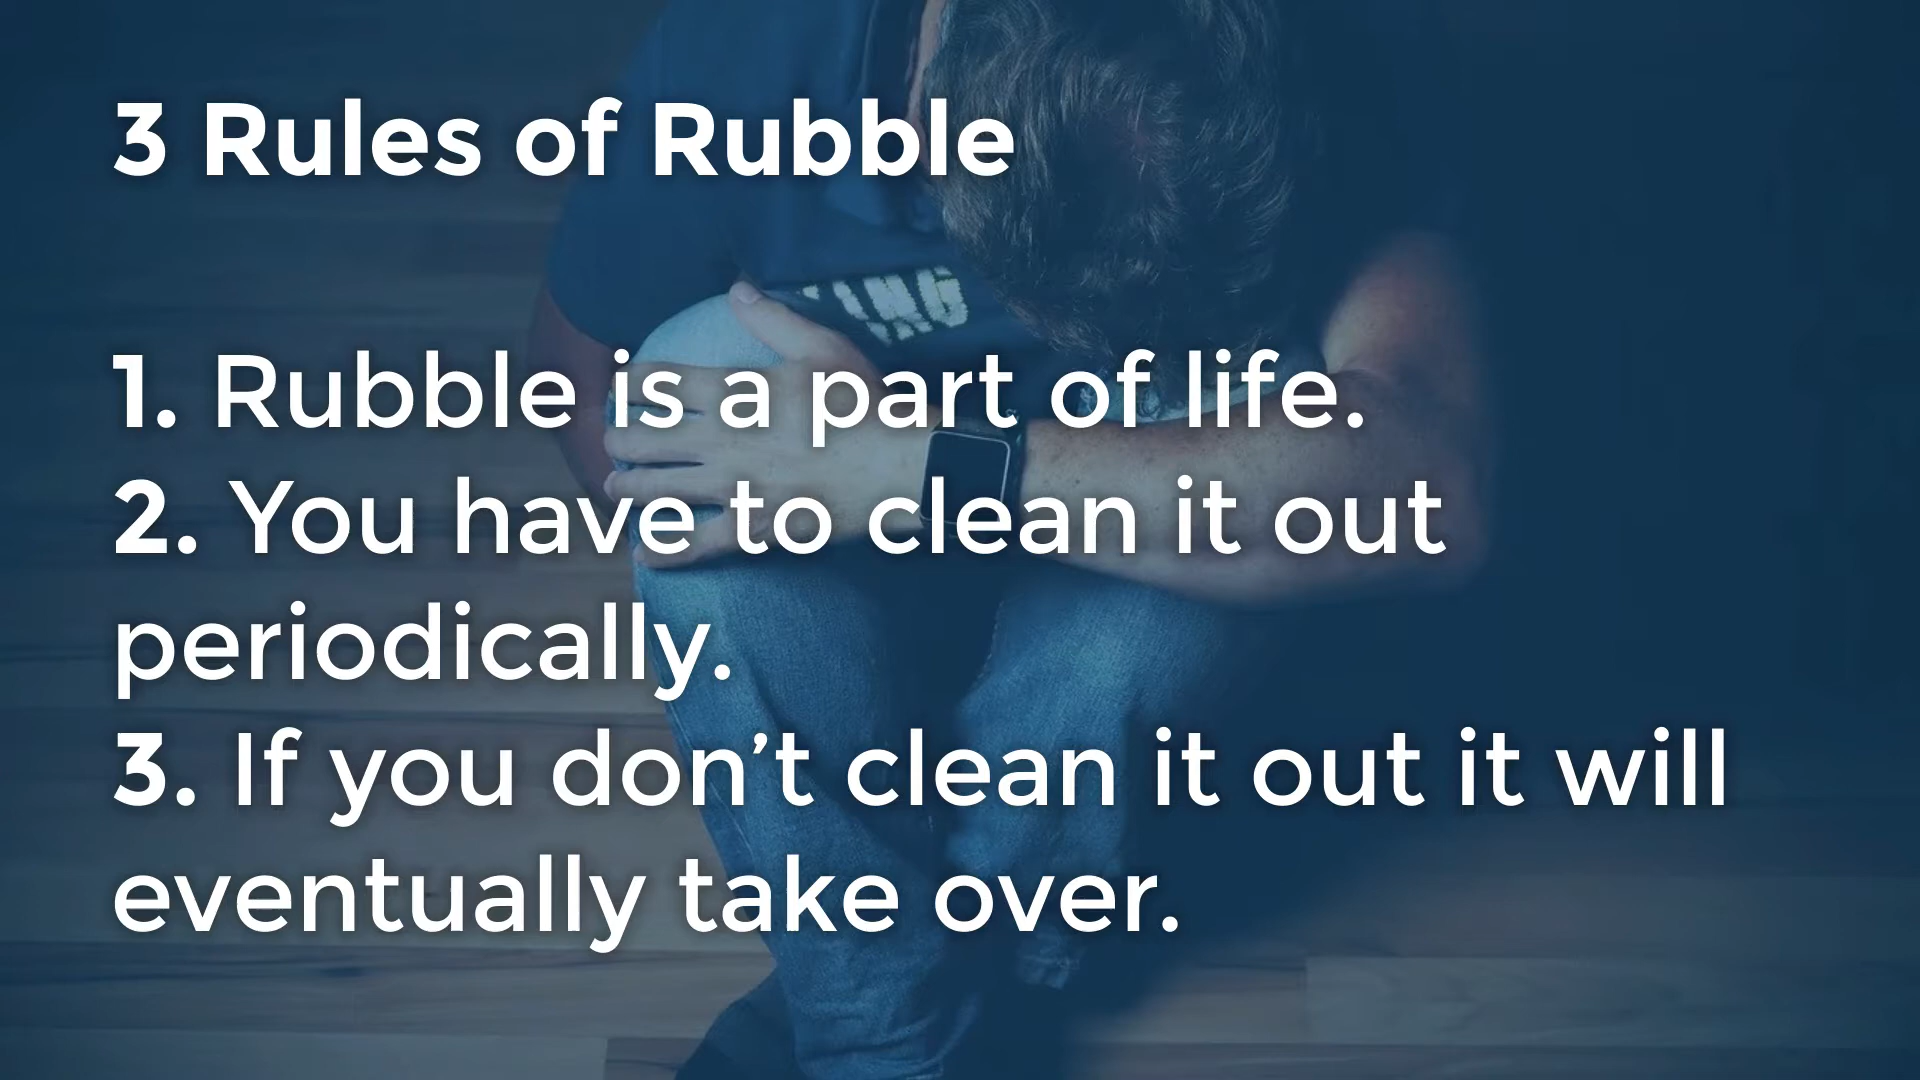 3 Rules of Rubble
1. Rubble is a part of life.
2. You have to clean it out
periodically.
3. If you don’t clean it out it will
eventually take over.